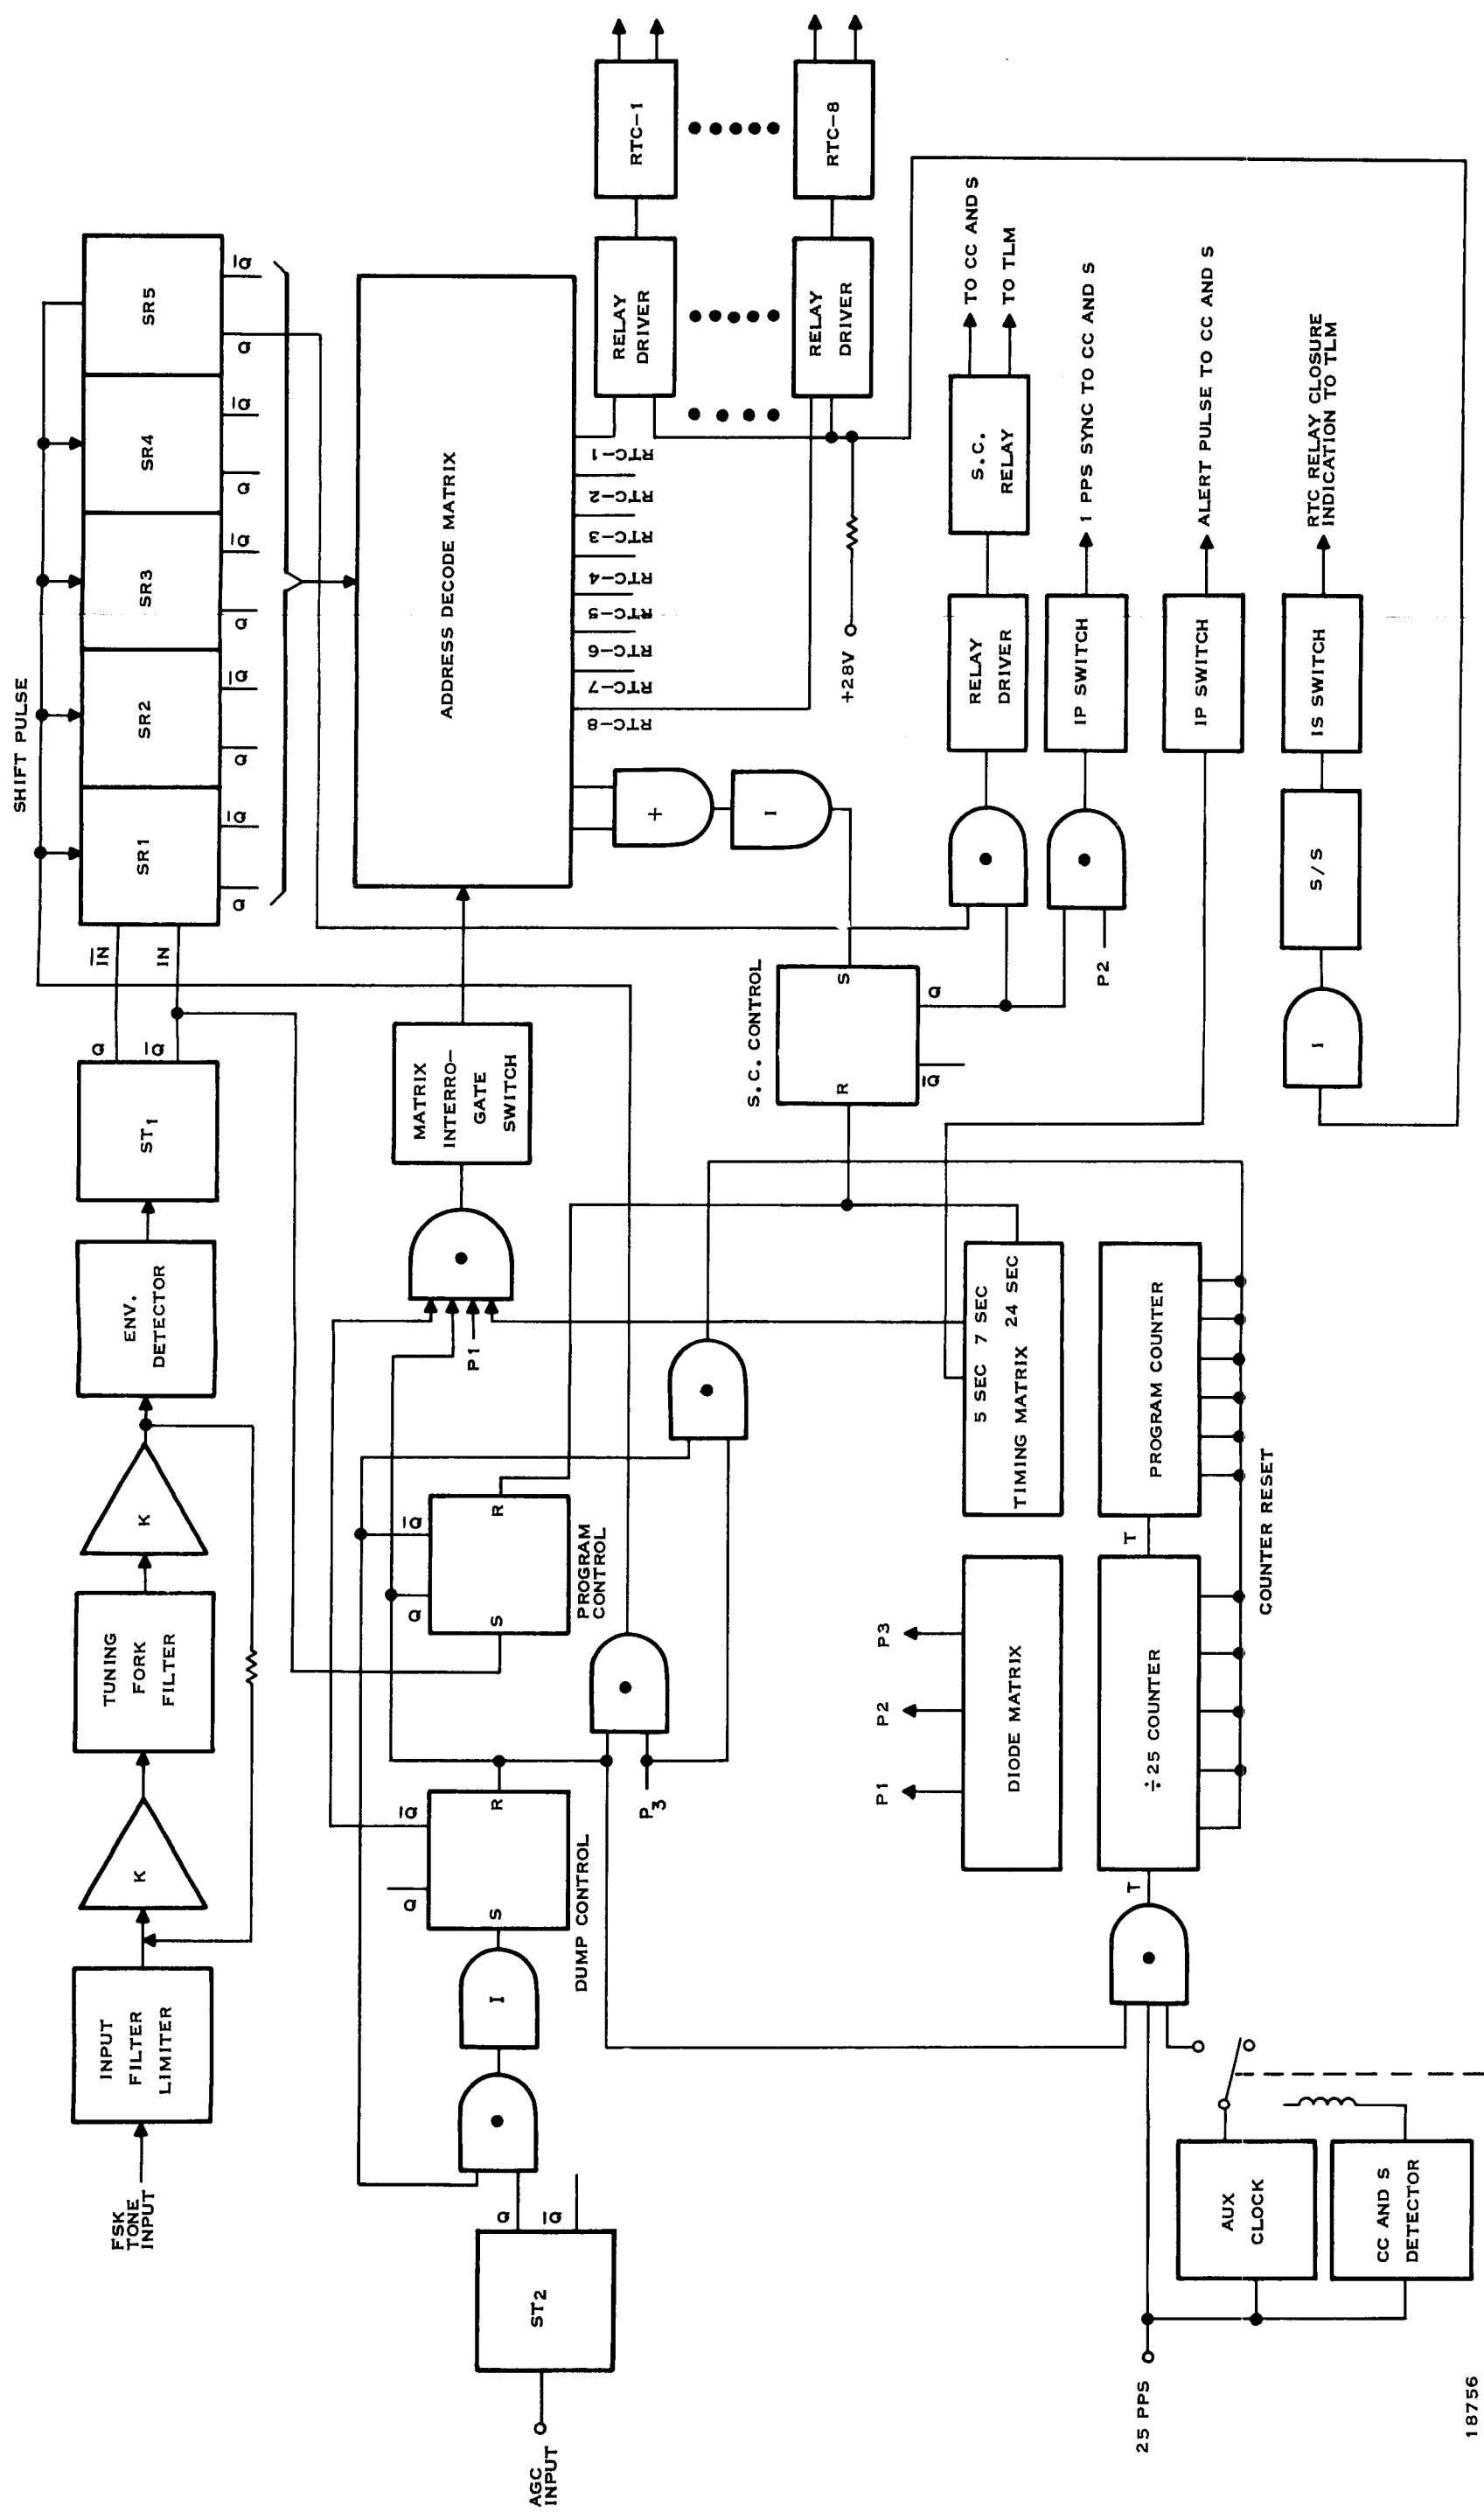 FSK
TONE
INPUT
INPUT
FILTER
LIMITER
K
TUNING
FORK
FILTER
K
ENV.
DETECTOR
ST1
Q
Q̅
I̅N̅
IN
SHIFT PULSE
SR1
SR2
SR3
SR4
SR5
Q
Q̅
Q
Q̅
Q
Q̅
Q
Q̅
Q
Q̅
AGC
INPUT
ST2
Q
Q̅
I
S
R
Q
Q̅
DUMP CONTROL
S
R
Q
Q̅
PROGRAM
CONTROL
P3
P1
MATRIX
INTERRO-
GATE
SWITCH
ADDRESS DECODE MATRIX
RTC-8
RTC-7
RTC-6
RTC-5
RTC-4
RTC-3
RTC-2
RTC-1
+
I
RELAY
DRIVER
RTC-1
RELAY
DRIVER
RTC-8
+28V
S.C. CONTROL
R
S
Q̅
Q
P2
RELAY
DRIVER
S.C.
RELAY
TO CC AND S
TO TLM
IP SWITCH
1 PPS SYNC TO CC AND S
IP SWITCH
ALERT PULSE TO CC AND S
I
S/S
IS SWITCH
RTC RELAY CLOSURE
INDICATION TO TLM
P1
P2
P3
DIODE MATRIX
5 SEC 7 SEC
TIMING MATRIX 24 SEC
T
÷25 COUNTER
T
PROGRAM COUNTER
COUNTER RESET
25 PPS
AUX
CLOCK
CC AND S
DETECTOR
18756